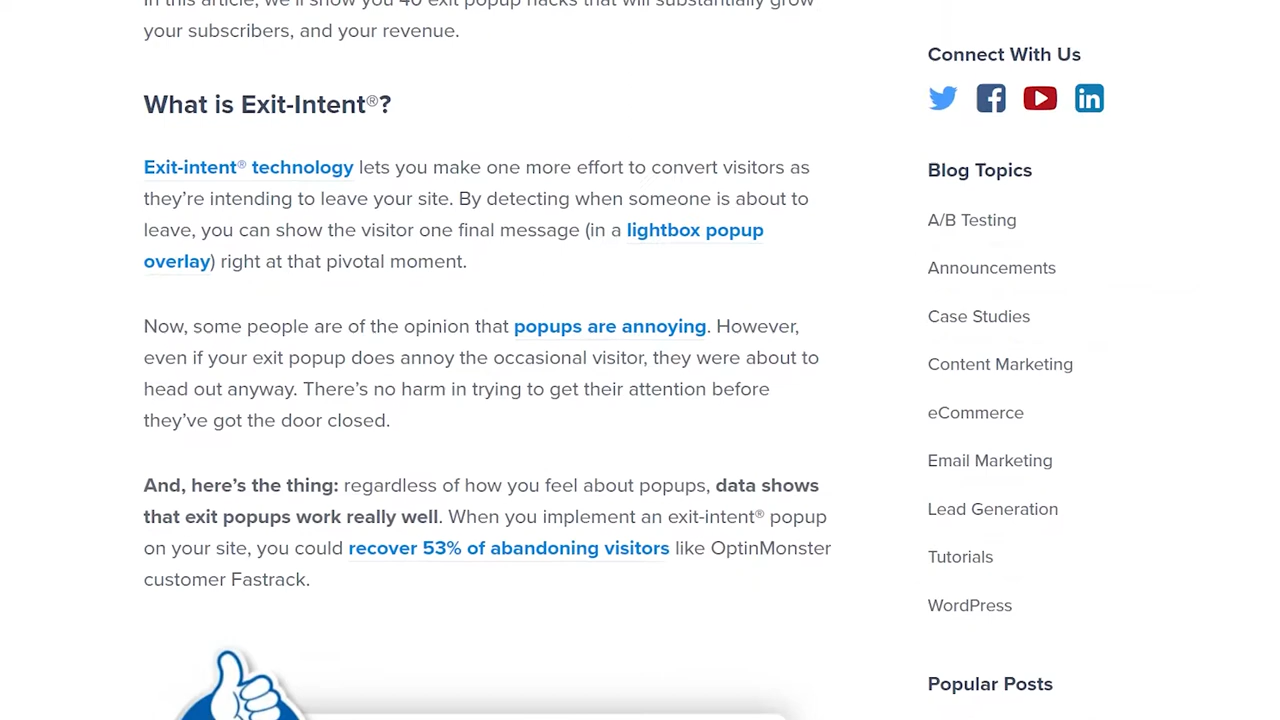 In this article, we'll show you 40 exit popup hacks that will substantially grow
your subscribers, and your revenue.
What is Exit-Intent®?
Exit-intent® technology lets you make one more effort to convert visitors as
they’re intending to leave your site. By detecting when someone is about to
leave, you can show the visitor one final message (in a lightbox popup
overlay) right at that pivotal moment.
Now, some people are of the opinion that popups are annoying. However,
even if your exit popup does annoy the occasional visitor, they were about to
head out anyway. There’s no harm in trying to get their attention before
they’ve got the door closed.
And, here’s the thing: regardless of how you feel about popups, data shows
that exit popups work really well. When you implement an exit-intent® popup
on your site, you could recover 53% of abandoning visitors like OptinMonster
customer Fastrack.
Connect With Us
Blog Topics
A/B Testing
Announcements
Case Studies
Content Marketing
eCommerce
Email Marketing
Lead Generation
Tutorials
WordPress
Popular Posts